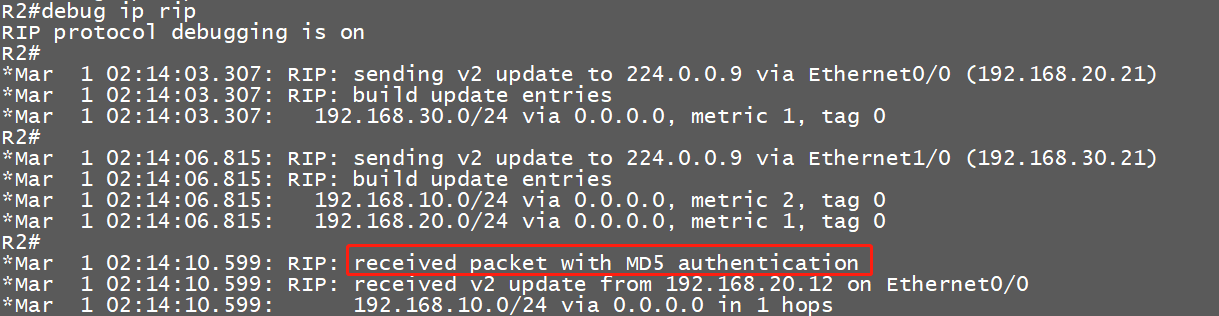 R2#debug ip rip
RIP protocol debugging is on
R2#
*Mar  1 02:14:03.307: RIP: sending v2 update to 224.0.0.9 via Ethernet0/0 (192.168.20.21)
*Mar  1 02:14:03.307: RIP: build update entries
*Mar  1 02:14:03.307:   192.168.30.0/24 via 0.0.0.0, metric 1, tag 0
R2#
*Mar  1 02:14:06.815: RIP: sending v2 update to 224.0.0.9 via Ethernet1/0 (192.168.30.21)
*Mar  1 02:14:06.815: RIP: build update entries
*Mar  1 02:14:06.815:   192.168.10.0/24 via 0.0.0.0, metric 2, tag 0
*Mar  1 02:14:06.815:   192.168.20.0/24 via 0.0.0.0, metric 1, tag 0
R2#
*Mar  1 02:14:10.599: RIP: received packet with MD5 authentication
*Mar  1 02:14:10.599: RIP: received v2 update from 192.168.20.12 on Ethernet0/0
*Mar  1 02:14:10.599:      192.168.10.0/24 via 0.0.0.0 in 1 hops